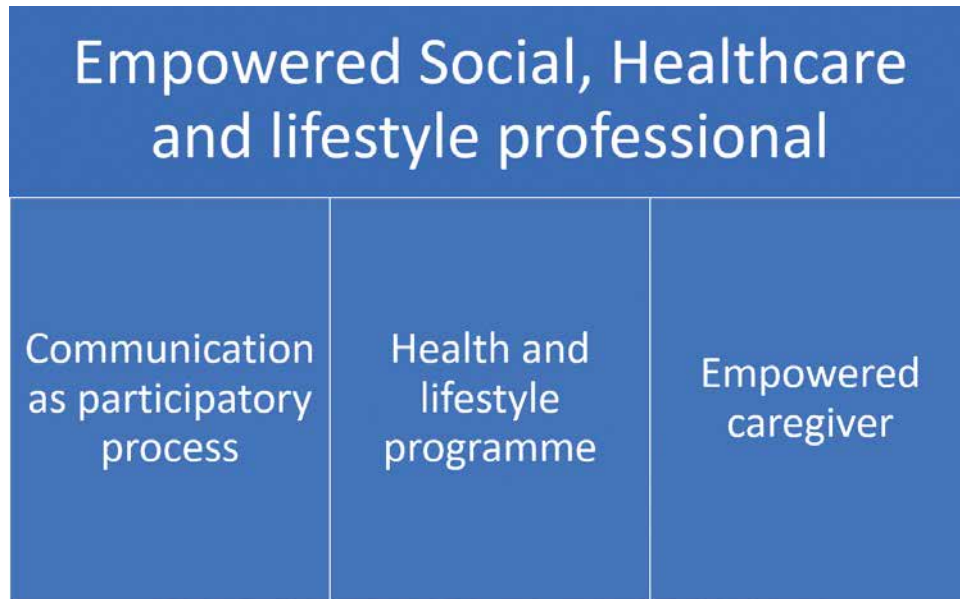 Empowered Social, Healthcare
and lifestyle professional
Communication
as participatory
process
Health and
lifestyle
programme
Empowered
caregiver